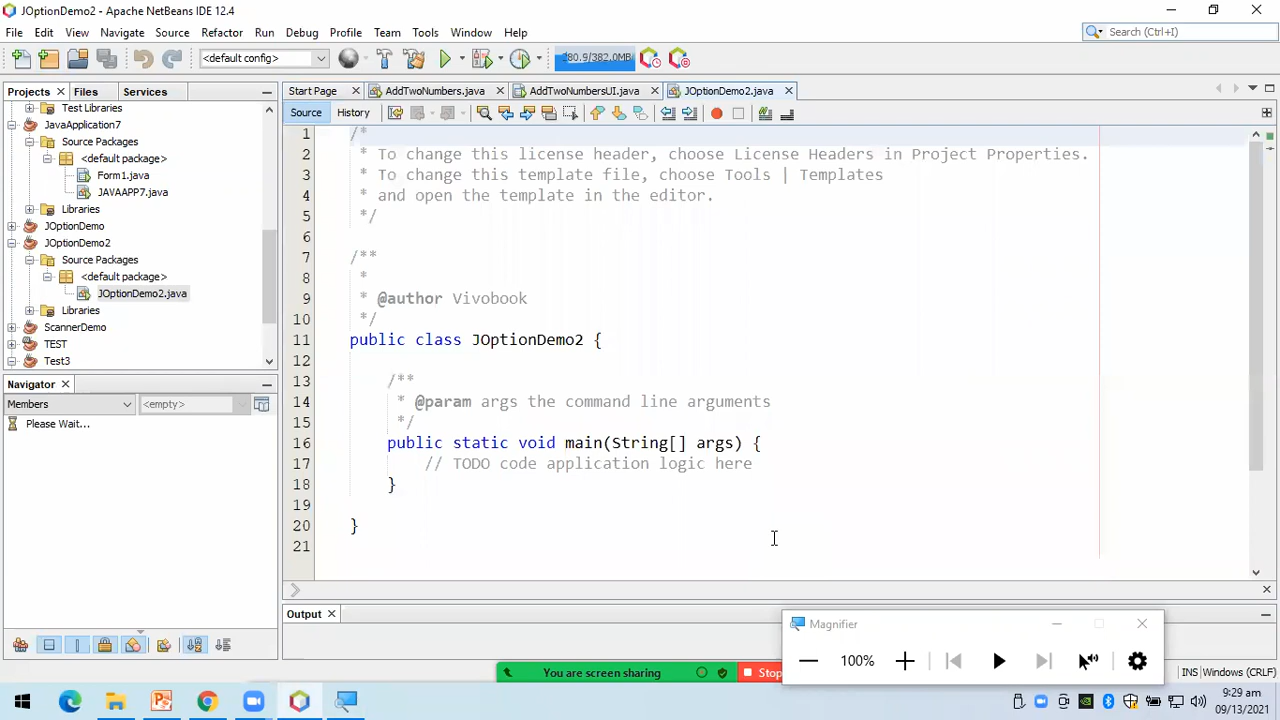 JOptionDemo2 - Apache NetBeans IDE 12.4
File Edit View Navigate Source Refactor Run Debug Profile Team Tools Window Help
Search (Ctrl+I)
<default config>
280.9/382.0MB
Projects Files Services
Start Page AddTwoNumbers.java AddTwoNumbersUI.java JOptionDemo2.java
Source History
Test Libraries
JavaApplication7
Source Packages
<default package>
Form1.java
JAVAAPP7.java
Libraries
JOptionDemo
JOptionDemo2
Source Packages
<default package>
JOptionDemo2.java
Libraries
ScannerDemo
TEST
Test3
Navigator
Members <empty>
Please Wait...
1 /*
2 * To change this license header, choose License Headers in Project Properties.
3 * To change this template file, choose Tools | Templates
4 * and open the template in the editor.
5 */
6
7 /**
8 *
9 * @author Vivobook
10 */
11 public class JOptionDemo2 {
12
13 /**
14 * @param args the command line arguments
15 */
16 public static void main(String[] args) {
17 // TODO code application logic here
18 }
19
20 }
21
Output
Magnifier
100%
You are screen sharing
Stop
INS Windows (CRLF)
9:29 am
09/13/2021